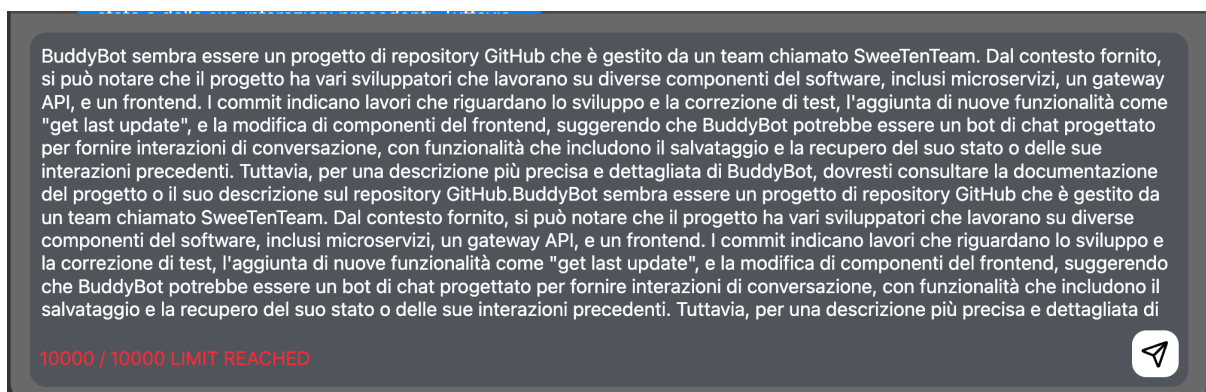 BuddyBot sembra essere un progetto di repository GitHub che è gestito da un team chiamato SweeTenTeam. Dal contesto fornito,
si può notare che il progetto ha vari sviluppatori che lavorano su diverse componenti del software, inclusi microservizi, un gateway
API, e un frontend. I commit indicano lavori che riguardano lo sviluppo e la correzione di test, l'aggiunta di nuove funzionalità come
"get last update", e la modifica di componenti del frontend, suggerendo che BuddyBot potrebbe essere un bot di chat progettato
per fornire interazioni di conversazione, con funzionalità che includono il salvataggio e la recupero del suo stato o delle sue
interazioni precedenti. Tuttavia, per una descrizione più precisa e dettagliata di BuddyBot, dovresti consultare la documentazione
del progetto o il suo descrizione sul repository GitHub.BuddyBot sembra essere un progetto di repository GitHub che è gestito da
un team chiamato SweeTenTeam. Dal contesto fornito, si può notare che il progetto ha vari sviluppatori che lavorano su diverse
componenti del software, inclusi microservizi, un gateway API, e un frontend. I commit indicano lavori che riguardano lo sviluppo e
la correzione di test, l'aggiunta di nuove funzionalità come "get last update", e la modifica di componenti del frontend, suggerendo
che BuddyBot potrebbe essere un bot di chat progettato per fornire interazioni di conversazione, con funzionalità che includono il
salvataggio e la recupero del suo stato o delle sue interazioni precedenti. Tuttavia, per una descrizione più precisa e dettagliata di
10000 / 10000 LIMIT REACHED